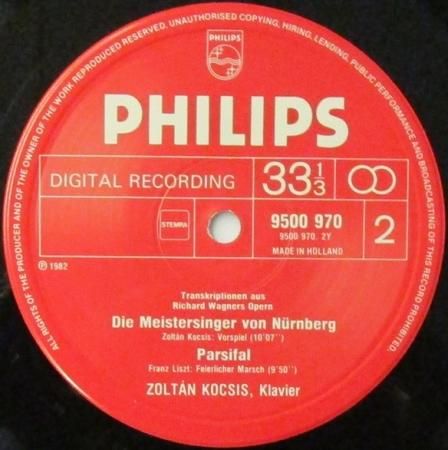 ALL RIGHTS OF THE PRODUCER AND OF THE OWNER OF THE WORK REPRODUCED RESERVED. UNAUTHORISED COPYING, HIRING, LENDING, PUBLIC PERFORMANCE AND BROADCASTING OF THIS RECORD PROHIBITED.
PHILIPS
PHILIPS
DIGITAL RECORDING
33 1/3
STEMRA
9500 970
9500 970. 2Y
MADE IN HOLLAND
2
℗ 1982
Transkriptionen aus
Richard Wagners Opern
Die Meistersinger von Nürnberg
Zoltán Kocsis: Vorspiel (10'07'')
Parsifal
Franz Liszt: Feierlicher Marsch (9'50'')
ZOLTÁN KOCSIS, Klavier